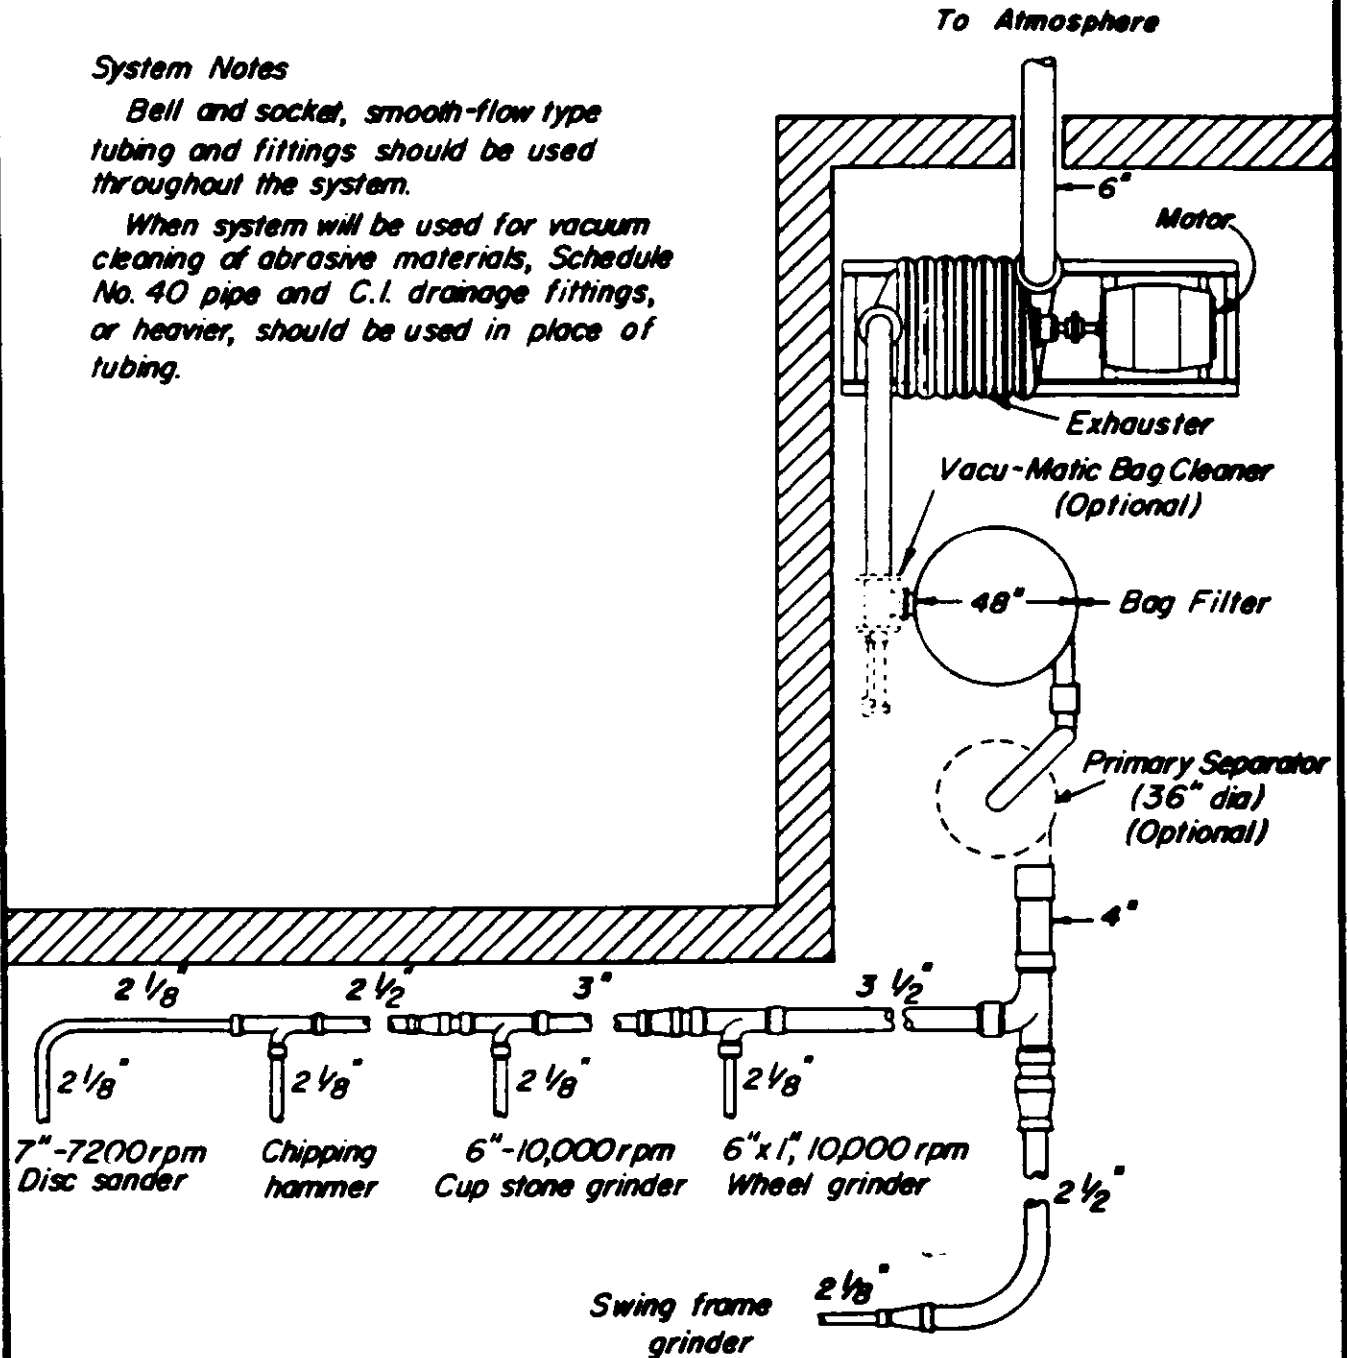 To Atmosphere
System Notes
Bell and socket, smooth-flow type
tubing and fittings should be used
throughout the system.
When system will be used for vacuum
cleaning of abrasive materials, Schedule
No. 40 pipe and C.I. drainage fittings,
or heavier, should be used in place of
tubing.
6"
Motor
Exhauster
Vacu-Matic Bag Cleaner
(Optional)
48"
Bag Filter
Primary Separator
(36" dia)
(Optional)
4"
2 1/8"
2 1/2"
3"
3 1/2"
2 1/8"
2 1/8"
2 1/8"
2 1/8"
7"-7200 rpm
Disc sander
Chipping
hammer
6"-10,000 rpm
Cup stone grinder
6"x 1", 10,000 rpm
Wheel grinder
2 1/2"
2 1/8"
Swing frame
grinder